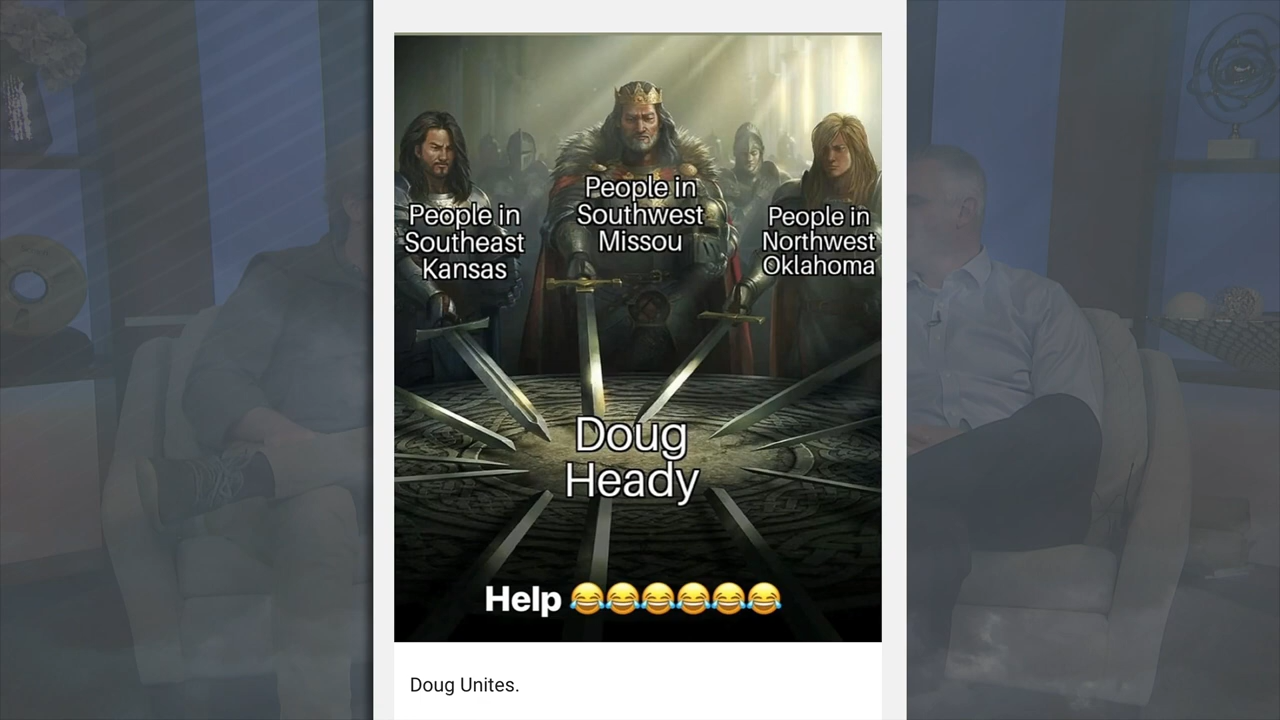 People in
Southeast
Kansas
People in
Southwest
Missou
People in
Northwest
Oklahoma
Doug
Heady
Help 😂😂😂😂😂😂
Doug Unites.